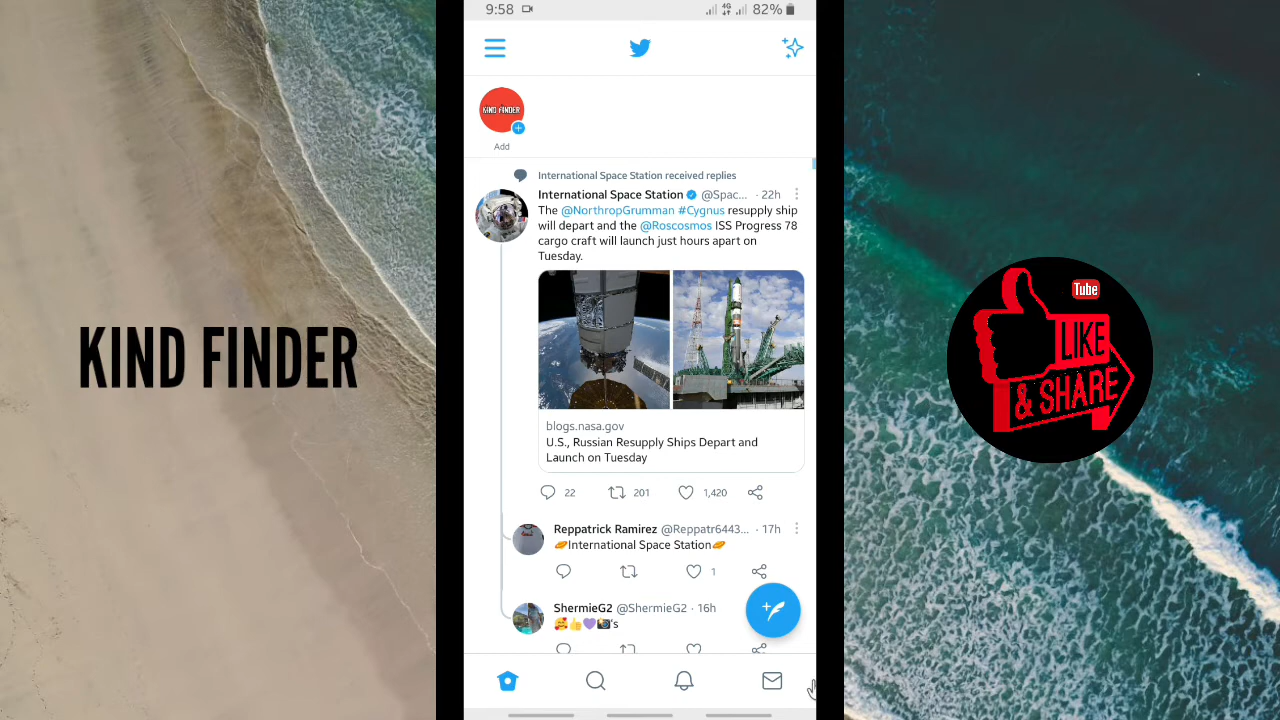 KIND FINDER
9:58
4G
82%
KIND FINDER
Add
International Space Station received replies
International Space Station @Spac... · 22h
The @NorthropGrumman #Cygnus resupply ship
will depart and the @Roscosmos ISS Progress 78
cargo craft will launch just hours apart on
Tuesday.
blogs.nasa.gov
U.S., Russian Resupply Ships Depart and
Launch on Tuesday
22 201 1,420
Reppatrick Ramirez @Reppatr6443... · 17h
🥖International Space Station🥖
1
ShermieG2 @ShermieG2 · 16h
🥰👍💜📸's
Tube
LIKE
& SHARE